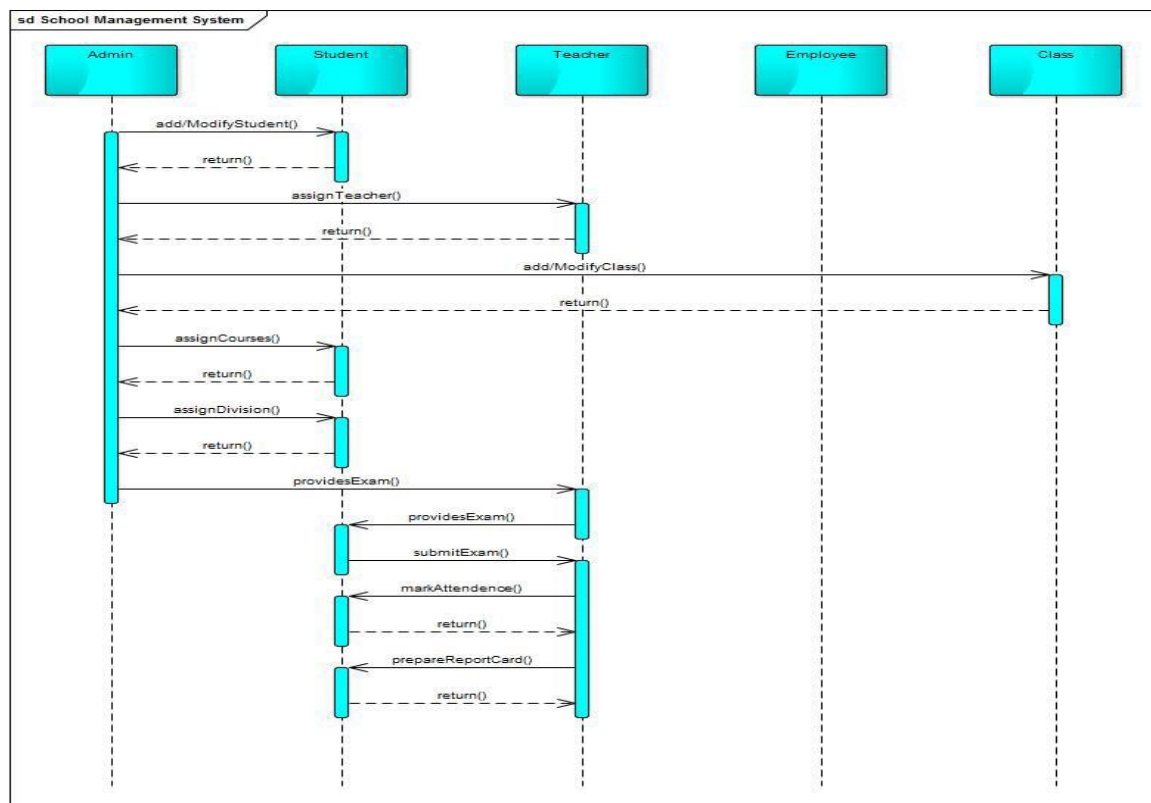 sd School Management System
Admin
Student
Teacher
Employee
Class
add/ModifyStudent()
return()
assignTeacher()
return()
add/ModifyClass()
return()
assignCourses()
return()
assignDivision()
return()
providesExam()
providesExam()
submitExam()
markAttendence()
return()
prepareReportCard()
return()